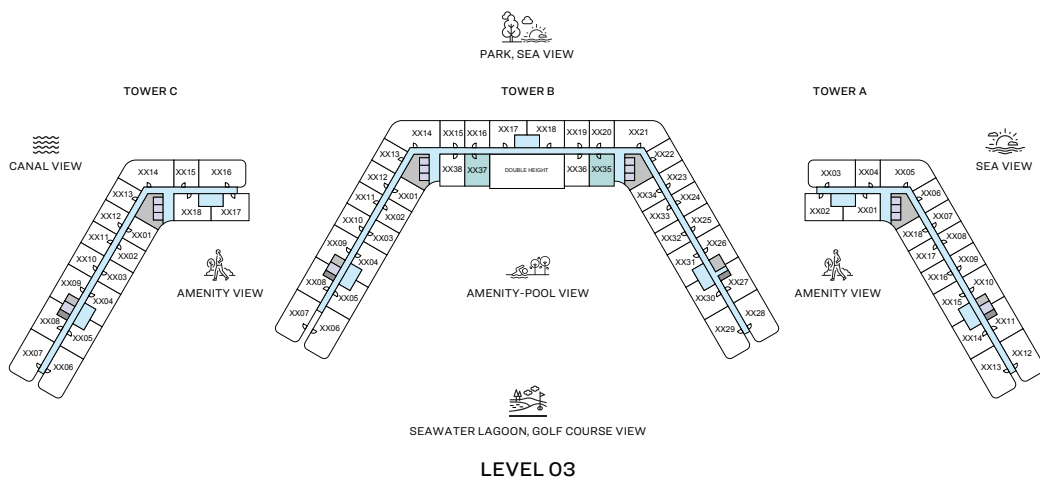 PARK, SEA VIEW
TOWER C
TOWER B
TOWER A
CANAL VIEW
SEA VIEW
XX14
XX15
XX16
XX13
XX12
XX11
XX10
XX09
XX08
XX07
XX18
XX17
XX01
XX02
XX03
XX04
XX05
XX06
AMENITY VIEW
XX14
XX15
XX16
XX17
XX18
XX19
XX20
XX21
XX13
XX12
XX11
XX10
XX09
XX08
XX07
XX38
XX37
DOUBLE HEIGHT
XX36
XX35
XX01
XX02
XX03
XX04
XX05
XX06
XX22
XX23
XX24
XX25
XX26
XX27
XX28
XX34
XX33
XX32
XX31
XX30
XX29
AMENITY-POOL VIEW
XX03
XX04
XX05
XX02
XX01
XX06
XX07
XX08
XX09
XX10
XX11
XX12
XX18
XX17
XX16
XX15
XX14
XX13
AMENITY VIEW
SEAWATER LAGOON, GOLF COURSE VIEW
LEVEL 03